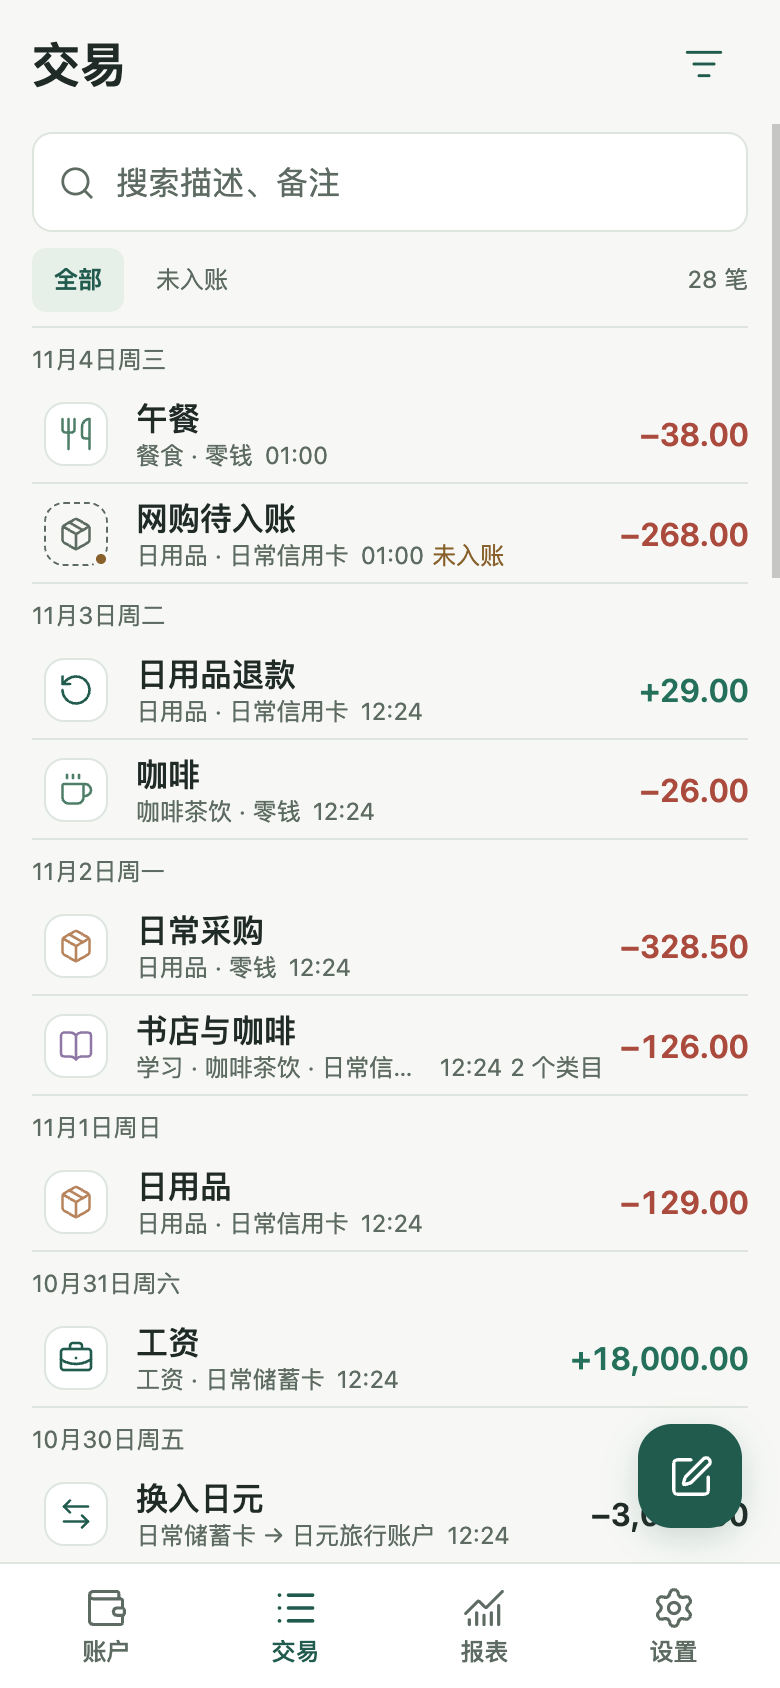 交易
搜索描述、备注
全部 未入账 28 笔
11月4日周三
午餐
餐食 · 零钱 01:00
−38.00
网购待入账
日用品 · 日常信用卡 01:00 未入账
−268.00
11月3日周二
日用品退款
日用品 · 日常信用卡 12:24
+29.00
咖啡
咖啡茶饮 · 零钱 12:24
−26.00
11月2日周一
日常采购
日用品 · 零钱 12:24
−328.50
书店与咖啡
学习 · 咖啡茶饮 · 日常信... 12:24 2 个类目
−126.00
11月1日周日
日用品
日用品 · 日常信用卡 12:24
−129.00
10月31日周六
工资
工资 · 日常储蓄卡 12:24
+18,000.00
10月30日周五
换入日元
日常储蓄卡 → 日元旅行账户 12:24
账户 交易 报表 设置